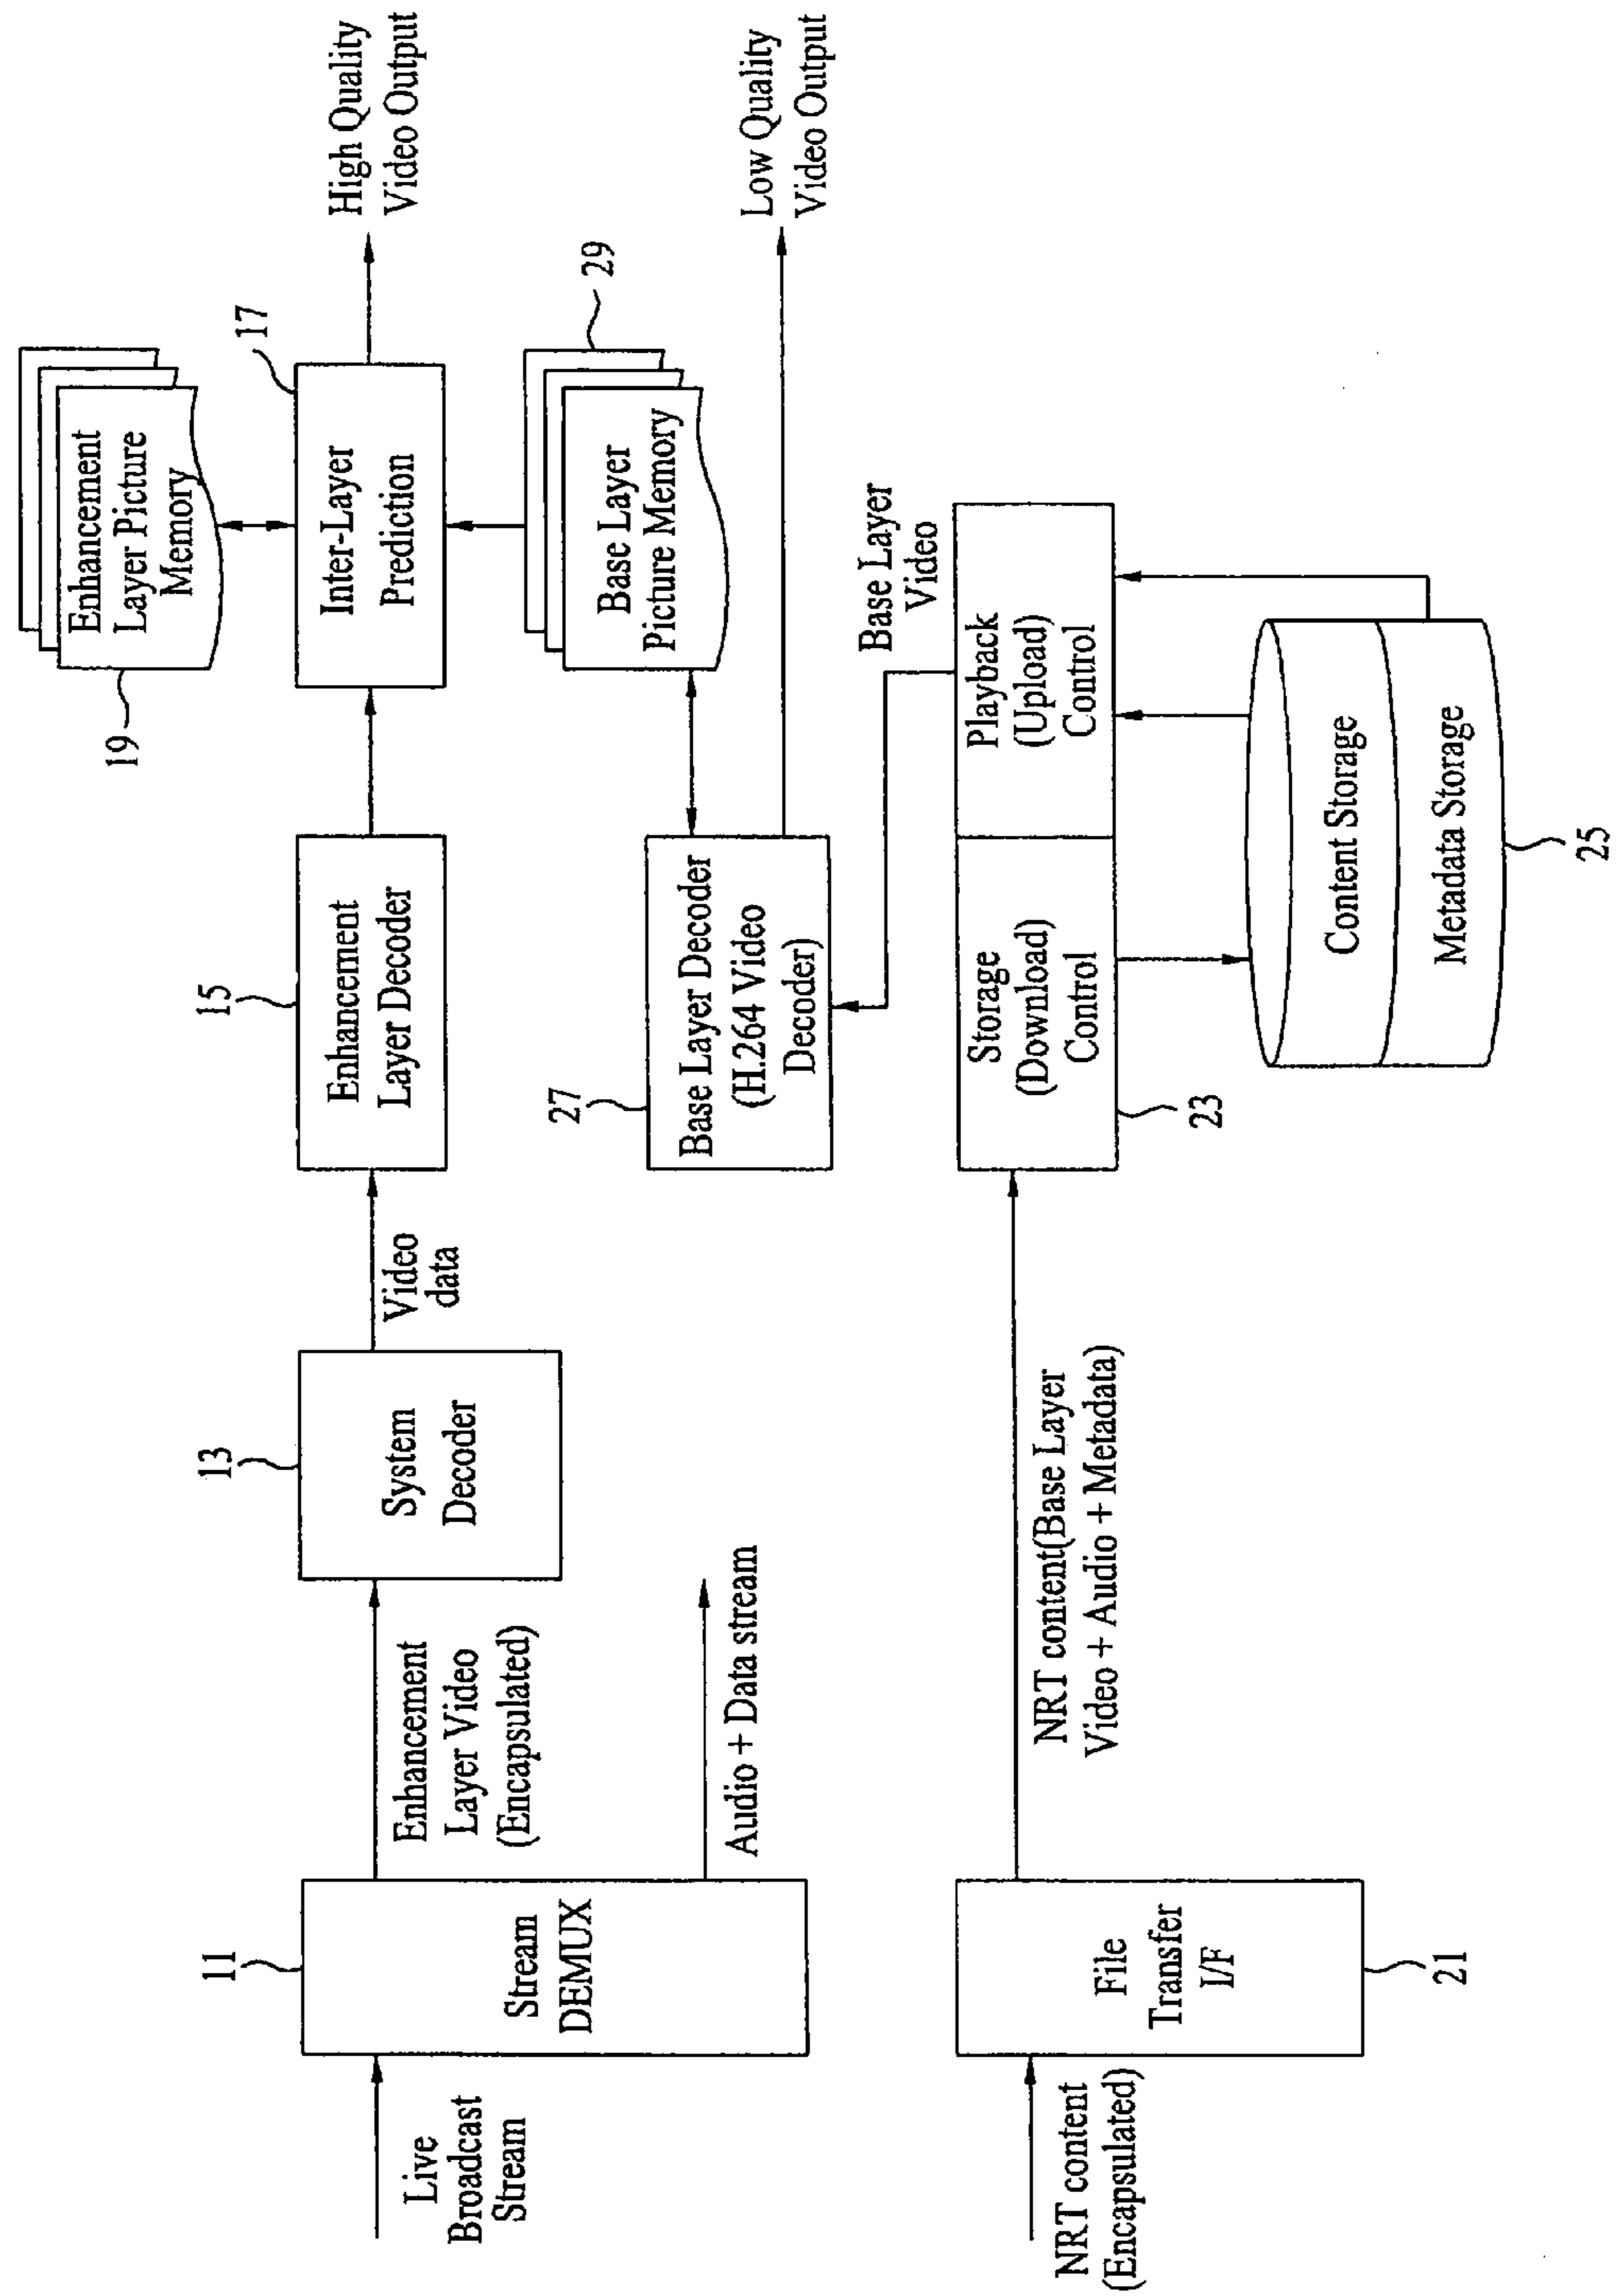 Live
Broadcast
Stream
11
Stream
DEMUX
Enhancement
Layer Video
(Encapsulated)
Audio + Data stream
13
System
Decoder
Video
data
15
Enhancement
Layer Decoder
19
Enhancement
Layer Picture
Memory
17
Inter-Layer
Prediction
High Quality
Video Output
27
Base Layer Decoder
(H.264 Video
Decoder)
29
Base Layer
Picture Memory
Low Quality
Video Output
NRT content
(Encapsulated)
File
Transfer
I/F
21
NRT content(Base Layer
Video + Audio + Metadata)
Storage
(Download)
Control
23
Playback
(Upload)
Control
Base Layer
Video
Content Storage
Metadata Storage
25